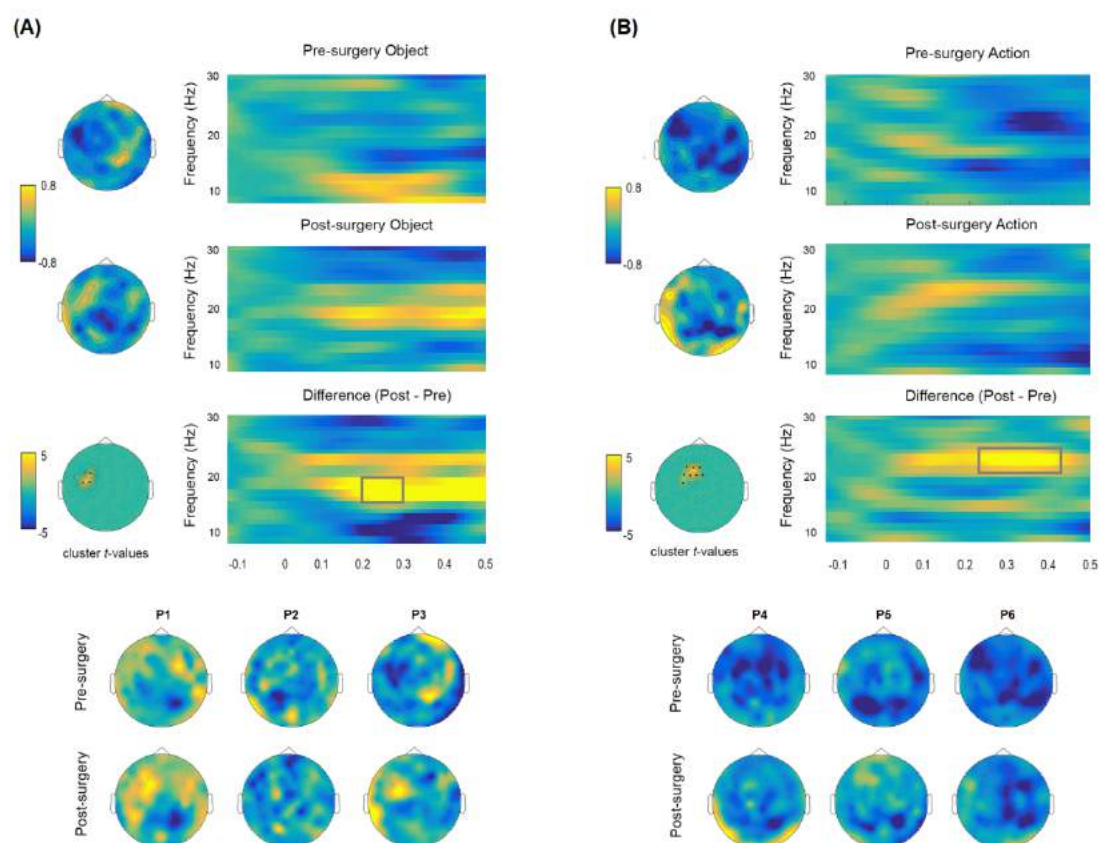 (A)
Pre-surgery Object
Frequency (Hz)
30
20
10
0.8
-0.8
Post-surgery Object
Frequency (Hz)
30
20
10
Difference (Post - Pre)
Frequency (Hz)
30
20
10
5
-5
cluster t-values
-0.1 0 0.1 0.2 0.3 0.4 0.5
P1 P2 P3
Pre-surgery
Post-surgery
(B)
Pre-surgery Action
Frequency (Hz)
30
20
10
0.8
-0.8
Post-surgery Action
Frequency (Hz)
30
20
10
Difference (Post - Pre)
Frequency (Hz)
30
20
10
5
-5
cluster t-values
-0.1 0 0.1 0.2 0.3 0.4 0.5
P4 P5 P6
Pre-surgery
Post-surgery